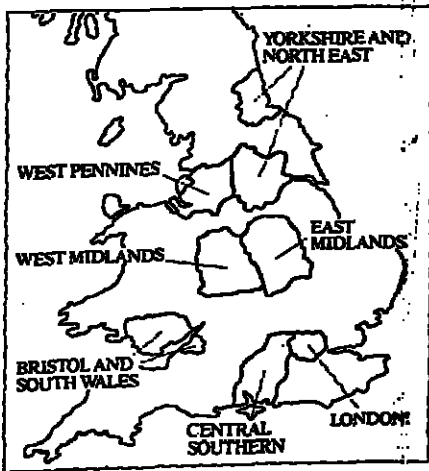 YORKSHIRE AND
NORTH EAST
WEST PENNINES
EAST
MIDLANDS
WEST MIDLANDS
BRISTOL AND
SOUTH WALES
CENTRAL
SOUTHERN
LONDON